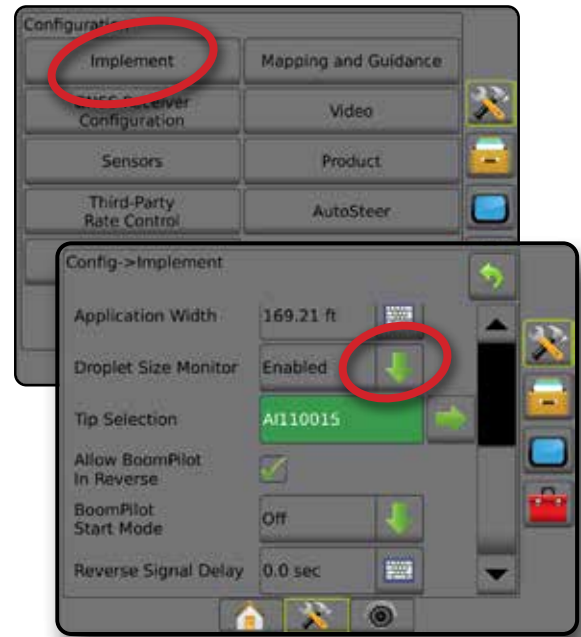 Configuration
Implement
Mapping and Guidance
GNSS Receiver
Configuration
Video
Sensors
Product
Third-Party
Rate Control
AutoSteer
Config->Implement
Application Width
169.21 ft
Droplet Size Monitor
Enabled
Tip Selection
AI110015
Allow BoomPilot
In Reverse
BoomPilot
Start Mode
Off
Reverse Signal Delay
0.0 sec